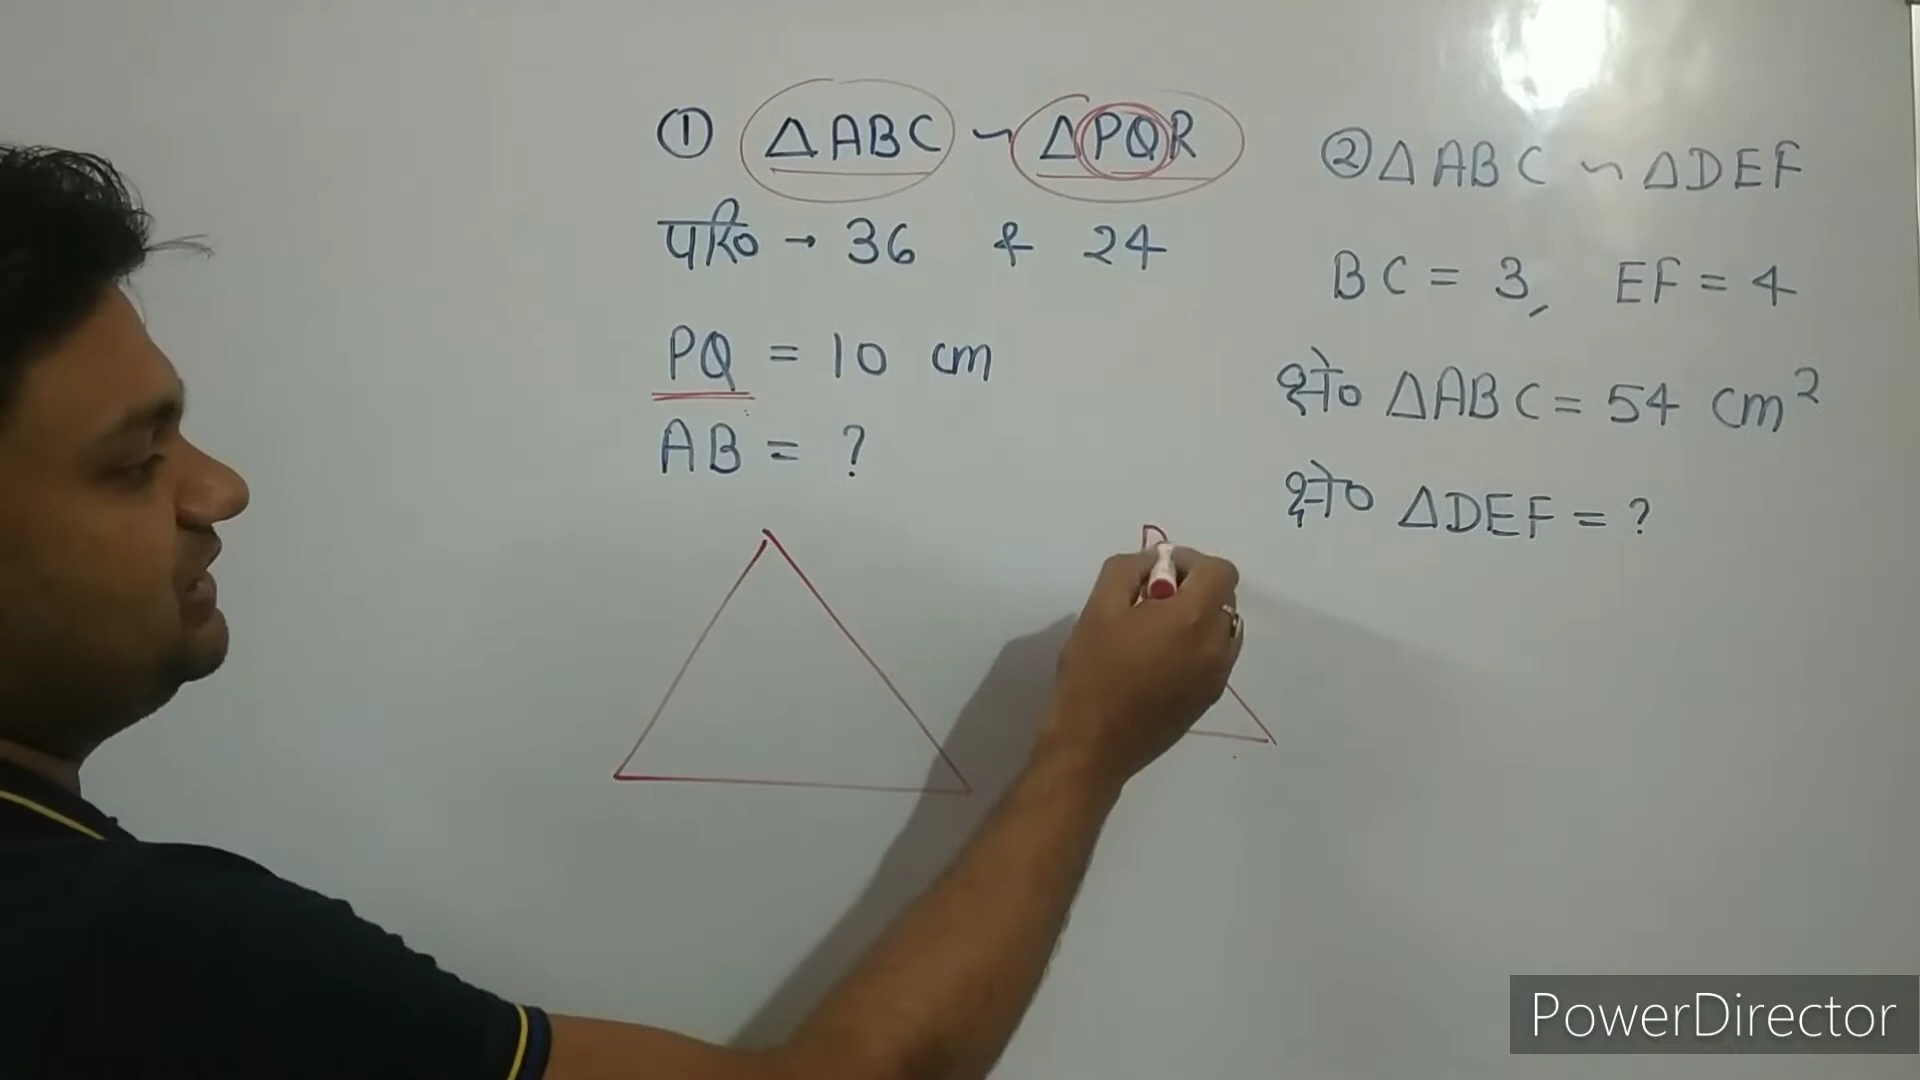 ① △ABC ~ △PQR
परि० → 36 & 24
PQ = 10 cm
AB = ?
② △ABC ~ △DEF
BC = 3, EF = 4
क्षे० △ABC = 54 cm²
क्षे० △DEF = ?
PowerDirector